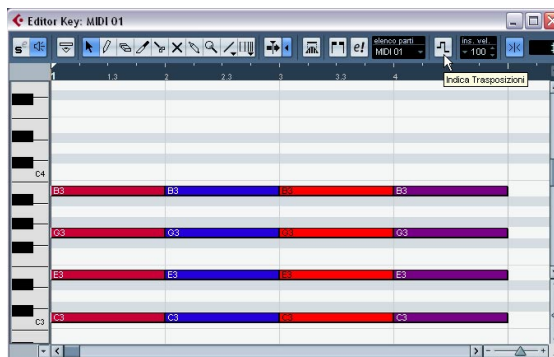 Editor Key: MIDI 01
elenco parti
MIDI 01
ins. vel.
100
Indica Trasposizioni
1 1.3 2 2.3 3 3.3 4
C4
B3 B3 B3 B3
G3 G3 G3 G3
E3 E3 E3 E3
C3 C3 C3 C3
C3